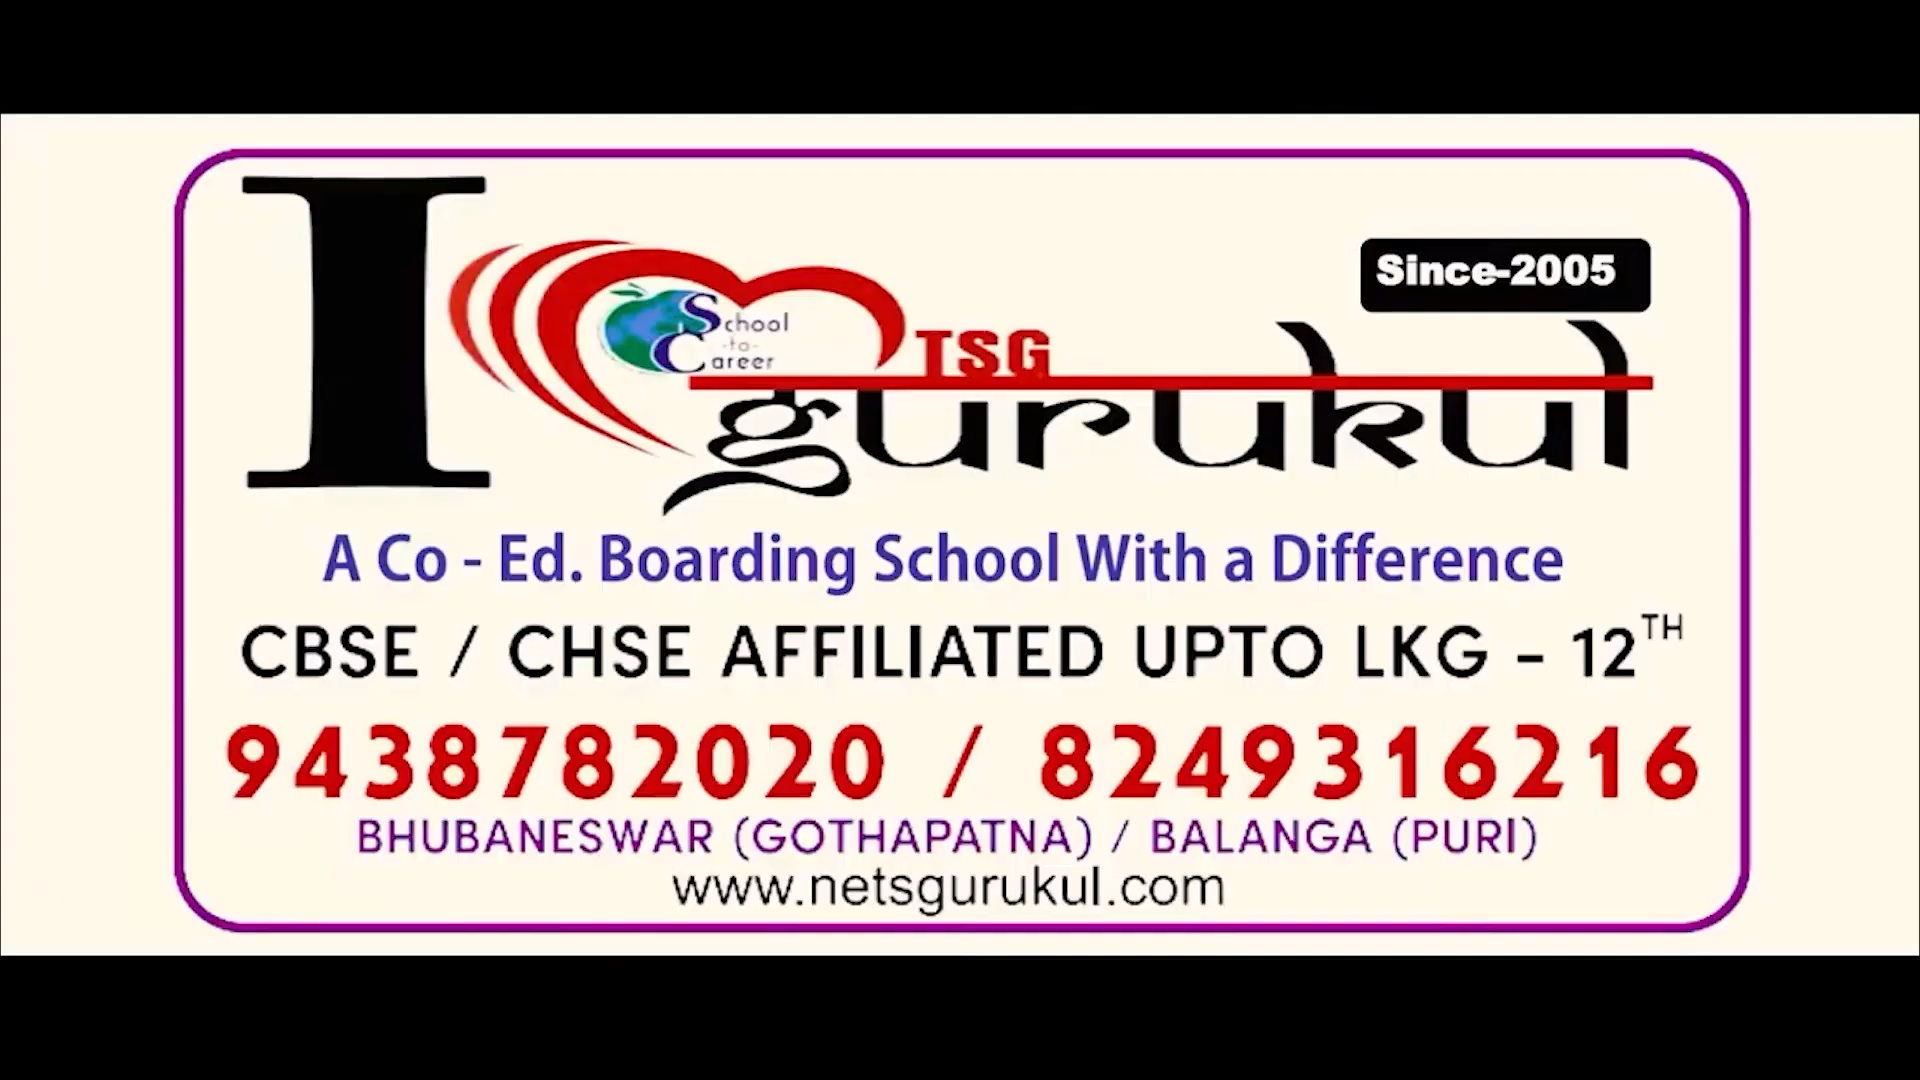 I
Since-2005
School
-to-
Career
TSG
gurukul
A Co - Ed. Boarding School With a Difference
CBSE / CHSE AFFILIATED UPTO LKG - 12TH
9438782020 / 8249316216
BHUBANESWAR (GOTHAPATNA) / BALANGA (PURI)
www.netsgurukul.com